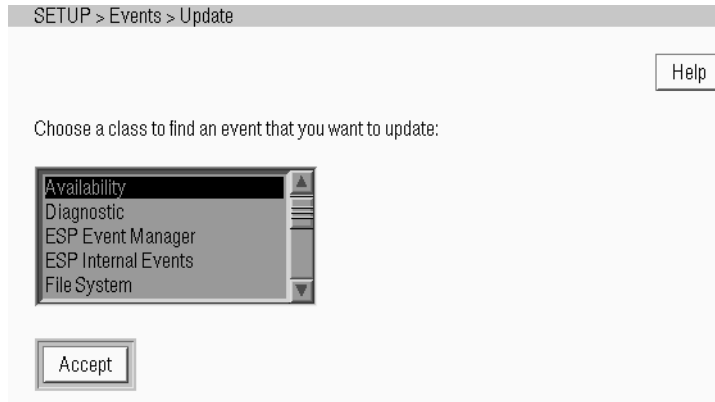 SETUP > Events > Update
Help
Choose a class to find an event that you want to update:
Availability
Diagnostic
ESP Event Manager
ESP Internal Events
File System
Accept